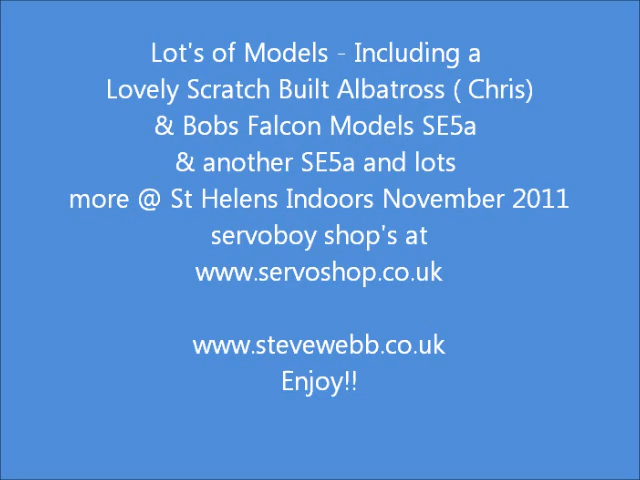 Lot's of Models - Including a
Lovely Scratch Built Albatross ( Chris)
& Bobs Falcon Models SE5a
& another SE5a and lots
more @ St Helens Indoors November 2011
servoboy shop's at
www.servoshop.co.uk
www.stevewebb.co.uk
Enjoy!!